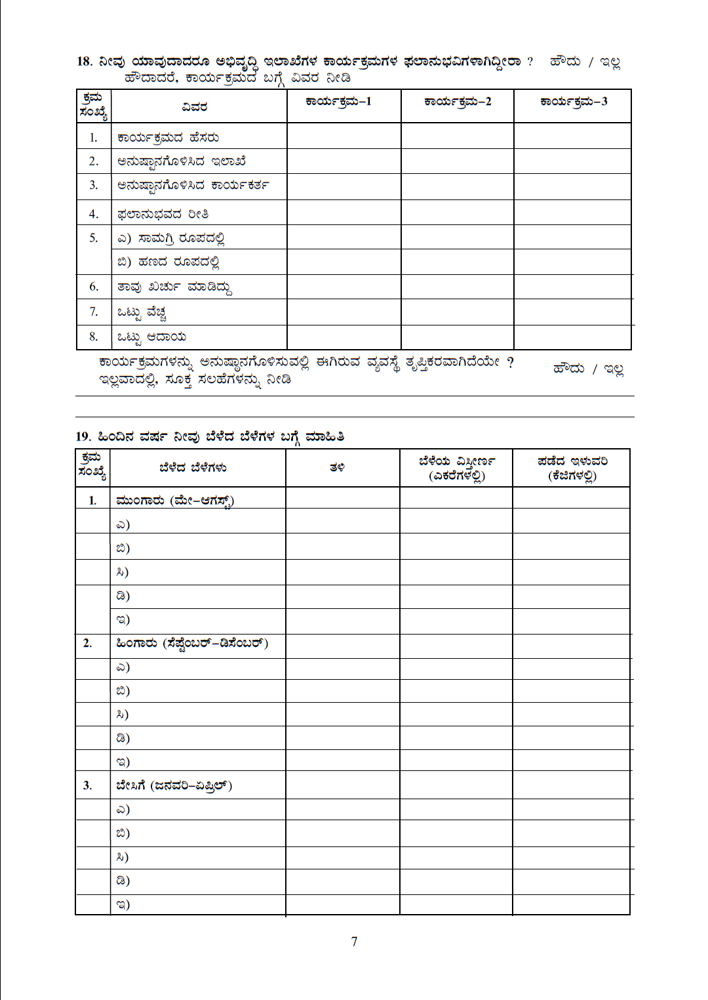 18. ನೀವು ಯಾವುದಾದರೂ ಅಭಿವೃದ್ಧಿ ಇಲಾಖೆಗಳ ಕಾರ್ಯಕ್ರಮಗಳ ಫಲಾನುಭವಿಗಳಾಗಿದ್ದೀರಾ ? ಹೌದು / ಇಲ್ಲ
ಹೌದಾದರೆ, ಕಾರ್ಯಕ್ರಮದ ಬಗ್ಗೆ ವಿವರ ನೀಡಿ
ಕ್ರಮ ಸಂಖ್ಯೆ ವಿವರ ಕಾರ್ಯಕ್ರಮ-1 ಕಾರ್ಯಕ್ರಮ-2 ಕಾರ್ಯಕ್ರಮ-3
1. ಕಾರ್ಯಕ್ರಮದ ಹೆಸರು
2. ಅನುಷ್ಟಾನಗೊಳಿಸಿದ ಇಲಾಖೆ
3. ಅನುಷ್ಟಾನಗೊಳಿಸಿದ ಕಾರ್ಯಕರ್ತ
4. ಫಲಾನುಭವದ ರೀತಿ
5. ಎ) ಸಾಮಗ್ರಿ ರೂಪದಲ್ಲಿ
ಬಿ) ಹಣದ ರೂಪದಲ್ಲಿ
6. ತಾವು ಖರ್ಚು ಮಾಡಿದ್ದು
7. ಒಟ್ಟು ವೆಚ್ಚ
8. ಒಟ್ಟು ಆದಾಯ
ಕಾರ್ಯಕ್ರಮಗಳನ್ನು ಅನುಷ್ಠಾನಗೊಳಿಸುವಲ್ಲಿ ಈಗಿರುವ ವ್ಯವಸ್ಥೆ ತೃಪ್ತಿಕರವಾಗಿದೆಯೇ ? ಹೌದು / ಇಲ್ಲ
ಇಲ್ಲವಾದಲ್ಲಿ, ಸೂಕ್ತ ಸಲಹೆಗಳನ್ನು ನೀಡಿ
19. ಹಿಂದಿನ ವರ್ಷ ನೀವು ಬೆಳೆದ ಬೆಳೆಗಳ ಬಗ್ಗೆ ಮಾಹಿತಿ
ಕ್ರಮ ಸಂಖ್ಯೆ ಬೆಳೆದ ಬೆಳೆಗಳು ತಳಿ ಬೆಳೆಯ ವಿಸ್ತೀರ್ಣ (ಎಕರೆಗಳಲ್ಲಿ) ಪಡೆದ ಇಳುವರಿ (ಕೆಜಿಗಳಲ್ಲಿ)
1. ಮುಂಗಾರು (ಮೇ-ಆಗಸ್ಟ್)
ಎ)
ಬಿ)
ಸಿ)
ಡಿ)
ಇ)
2. ಹಿಂಗಾರು (ಸೆಪ್ಟೆಂಬರ್-ಡಿಸೆಂಬರ್)
ಎ)
ಬಿ)
ಸಿ)
ಡಿ)
ಇ)
3. ಬೇಸಿಗೆ (ಜನವರಿ-ಏಪ್ರಿಲ್)
ಎ)
ಬಿ)
ಸಿ)
ಡಿ)
ಇ)
7